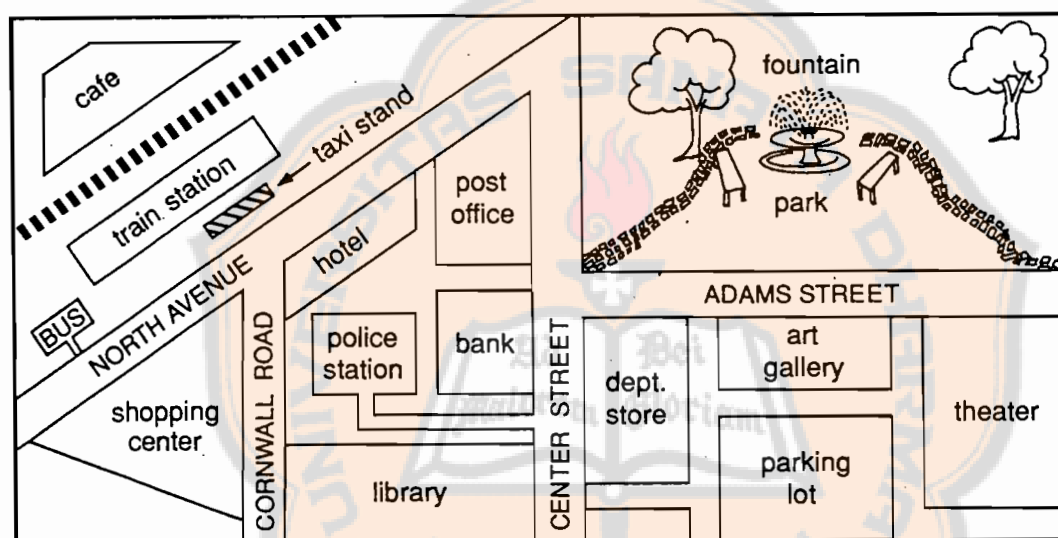 cafe
train station
taxi stand
BUS
NORTH AVENUE
hotel
post
office
fountain
park
ADAMS STREET
CORNWALL ROAD
shopping
center
police
station
bank
library
CENTER STREET
dept.
store
art
gallery
parking
lot
theater